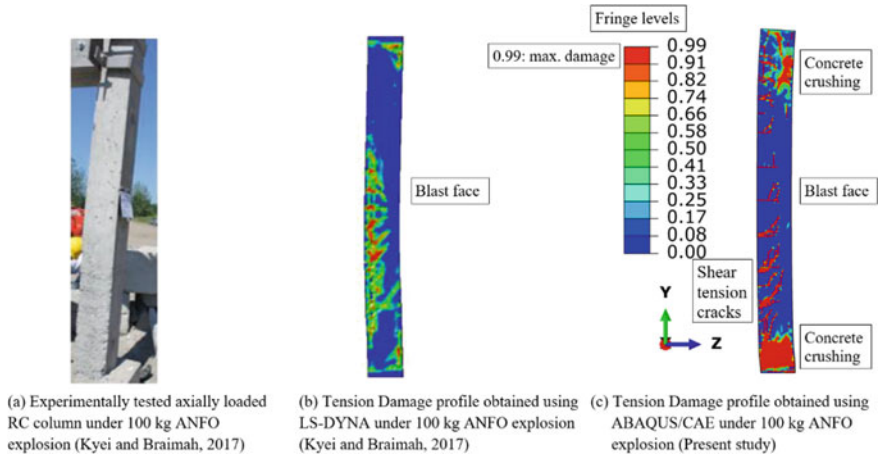 Fringe levels
0.99: max. damage
0.99
0.91
0.82
0.74
0.66
0.58
0.50
0.41
0.33
0.25
0.17
0.08
0.00
Concrete
crushing
Blast face
Blast face
Shear
tension
cracks
Y
Z
Concrete
crushing
(a) Experimentally tested axially loaded
RC column under 100 kg ANFO
explosion (Kyei and Braimah, 2017)
(b) Tension Damage profile obtained using
LS-DYNA under 100 kg ANFO explosion
(Kyei and Braimah, 2017)
(c) Tension Damage profile obtained using
ABAQUS/CAE under 100 kg ANFO
explosion (Present study)